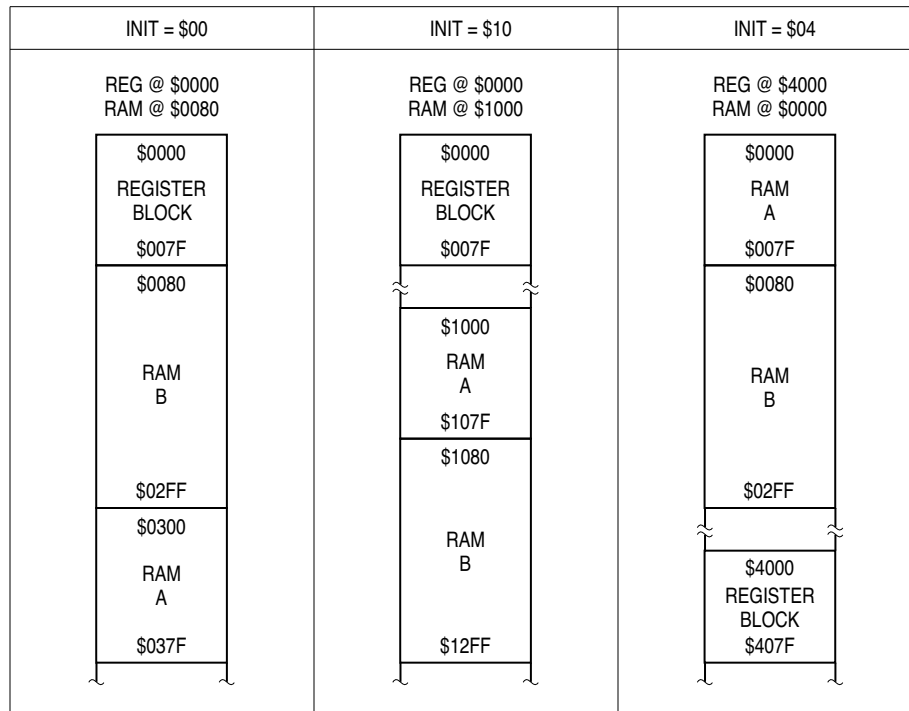 INIT = $00
REG @ $0000
RAM @ $0080
$0000
REGISTER
BLOCK
$007F
$0080
RAM
B
$02FF
$0300
RAM
A
$037F
INIT = $10
REG @ $0000
RAM @ $1000
$0000
REGISTER
BLOCK
$007F
$1000
RAM
A
$107F
$1080
RAM
B
$12FF
INIT = $04
REG @ $4000
RAM @ $0000
$0000
RAM
A
$007F
$0080
RAM
B
$02FF
$4000
REGISTER
BLOCK
$407F